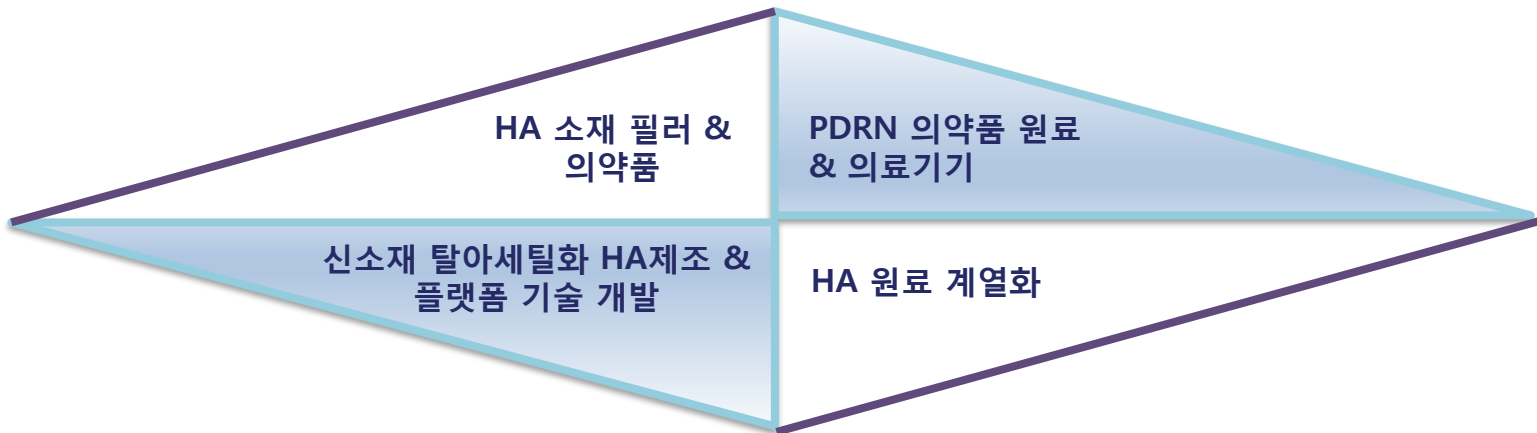 HA 소재 필러 &
의약품
PDRN 의약품 원료
& 의료기기
신소재 탈아세틸화 HA제조 &
플랫폼 기술 개발
HA 원료 계열화